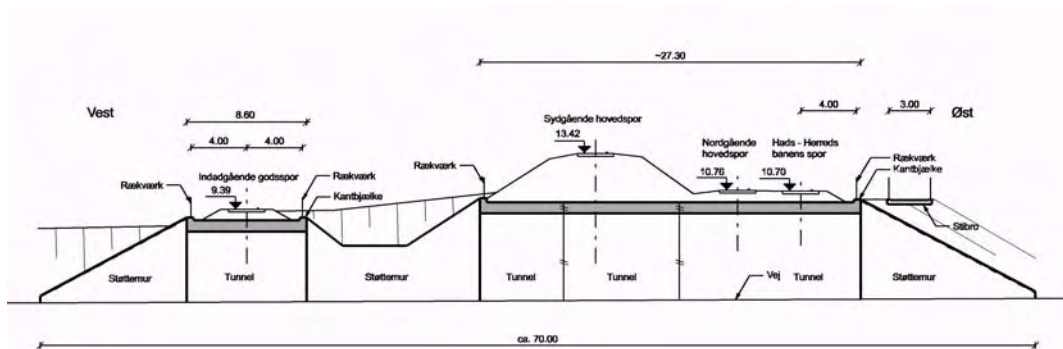 ~27.30
Vest
8.60
4.00
3.00
Øst
4.00
4.00
Sydgående hovedspor
13.42
Nordgående
hovedspor
Hads - Herreds
banens spor
10.76
10.70
Rækværk
Kantbjælke
Rækværk
Indadgående godsspor
9.39
Rækværk
Kantbjælke
Rækværk
Stibro
Støttemur
Tunnel
Støttemur
Tunnel
Tunnel
Vej
Tunnel
Støttemur
ca. 70.00